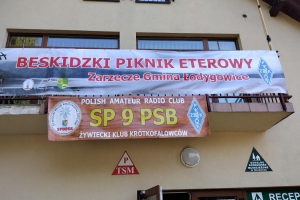 BESKIDZKI PIKNIK ETEROWY
Zarzecze Gmina Łodygowice
POLISH AMATEUR RADIO CLUB
SP 9 PSB
ŻYWIECKI KLUB KRÓTKOFALOWCÓW
P
TSM
RECEP